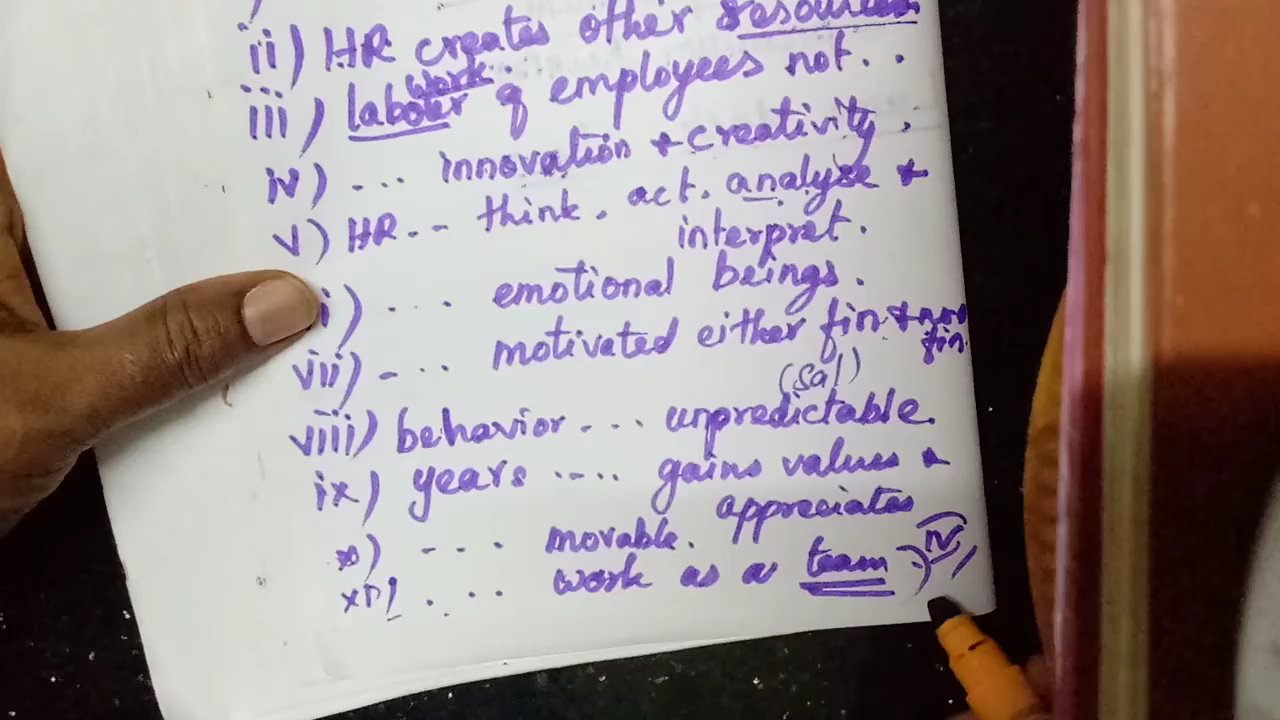 ii) HR creates other resources
work.
iii) labour of employees not. .
iv) ... innovation + creativity.
v) HR.. - think. act. analyse +
interpret.
i) . ... emotional beings.
vii) - ... motivated either fin + non
fin.
(sal)
viii) behavior ... unpredictable.
ix) years .... gains values +
appreciates
x) - .. movable.
xi) . .. work as a team
IV